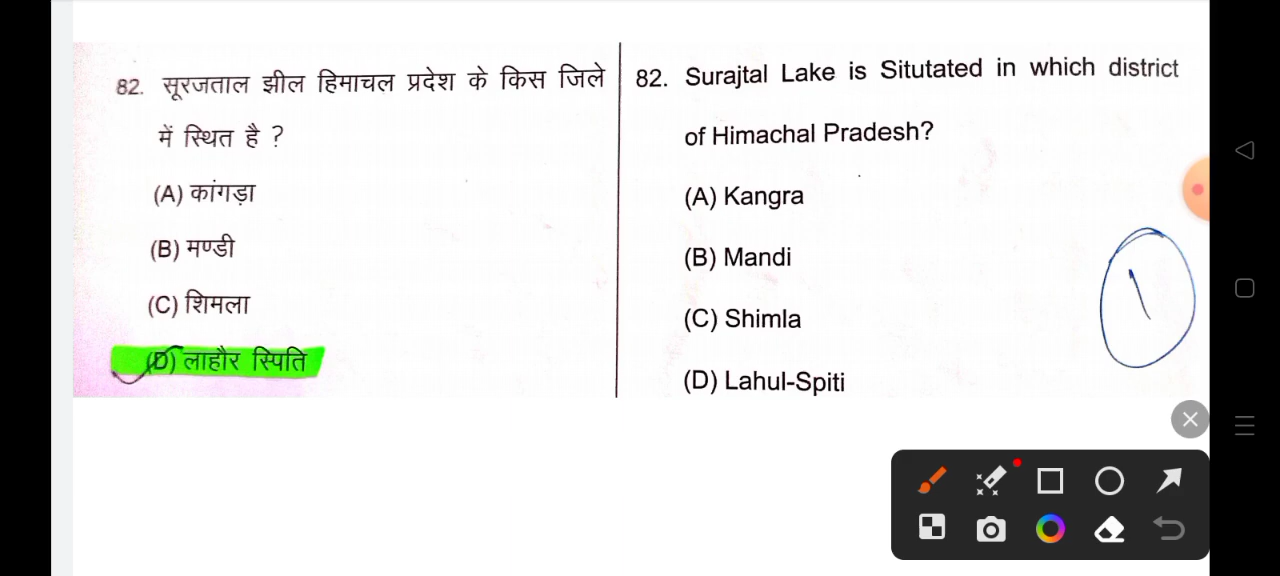 82. सूरजताल झील हिमाचल प्रदेश के किस जिले
में स्थित है ?
(A) कांगड़ा
(B) मण्डी
(C) शिमला
(D) लाहौर स्पिति
82. Surajtal Lake is Situtated in which district
of Himachal Pradesh?
(A) Kangra
(B) Mandi
(C) Shimla
(D) Lahul-Spiti